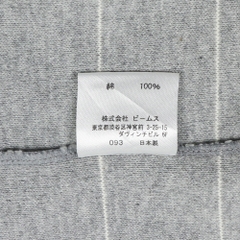 綿 100%
株式会社 ビームス
東京都渋谷区神宮前 3-25-15
ダヴィンチビル 6F
093 日本製